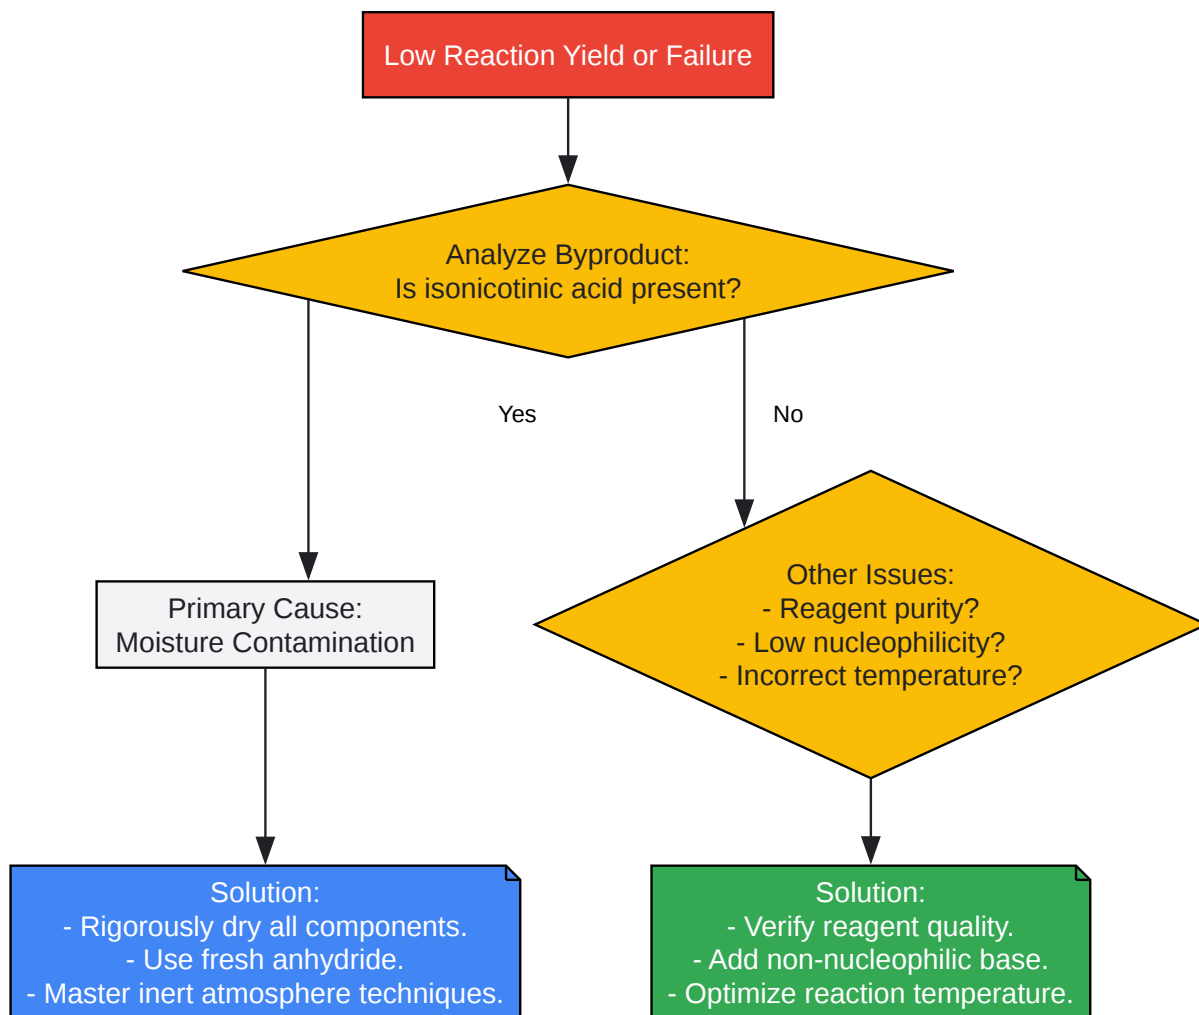 Low Reaction Yield or Failure
Analyze Byproduct:
Is isonicotinic acid present?
Yes
No
Primary Cause:
Moisture Contamination
Other Issues:
- Reagent purity?
- Low nucleophilicity?
- Incorrect temperature?
Solution:
- Rigorously dry all components.
- Use fresh anhydride.
- Master inert atmosphere techniques.
Solution:
- Verify reagent quality.
- Add non-nucleophilic base.
- Optimize reaction temperature.